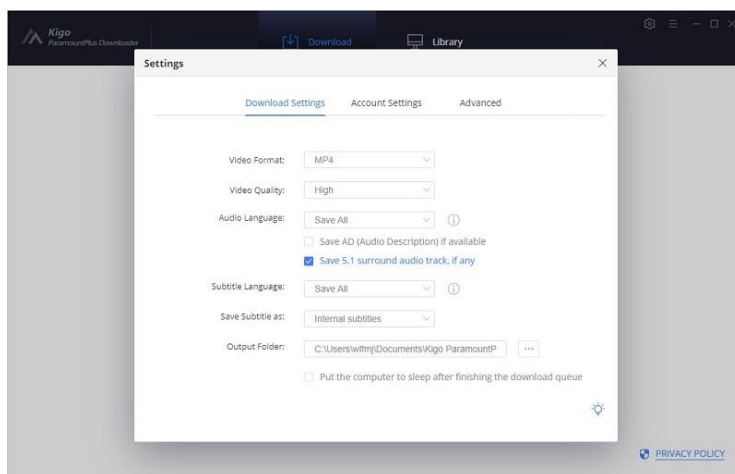 Kigo
ParamountPlus Downloader
Download
Library
Settings
Download Settings
Account Settings
Advanced
Video Format:
MP4
Video Quality:
High
Audio Language:
Save All
Save AD (Audio Description) if available
Save 5.1 surround audio track, if any
Subtitle Language:
Save All
Save Subtitle as:
Internal subtitles
Output Folder:
C:\Users\wlfmj\Documents\Kigo ParamountP
...
Put the computer to sleep after finishing the download queue
PRIVACY POLICY